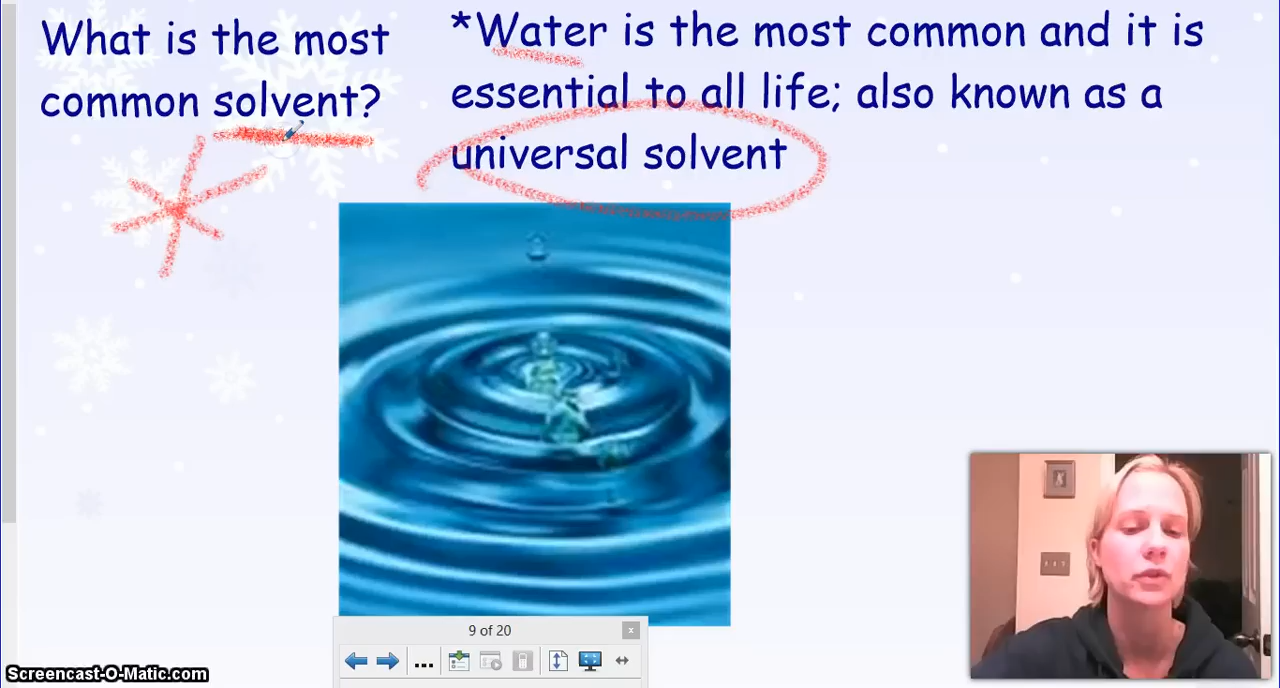 What is the most
common solvent?
*Water is the most common and it is
essential to all life; also known as a
universal solvent
9 of 20
Screencast-O-Matic.com